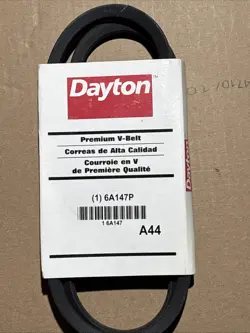 Dayton
Premium V-Belt
Correas de Alta Calidad
Courroie en V
de Première Qualité
(1) 6A147P
1 6A147
A44